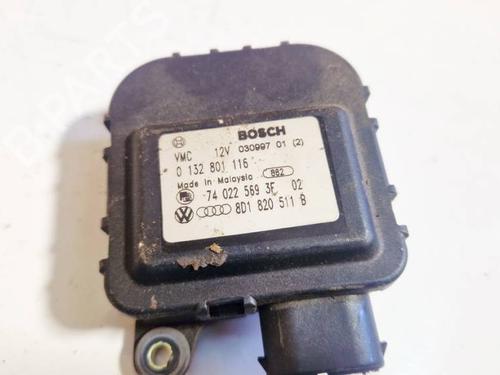 BOSCH
VMC 12V 030997 01 (2)
0 132 801 116
Made in Malaysia 882
74 022 569 3F 02
8D1 820 511 B